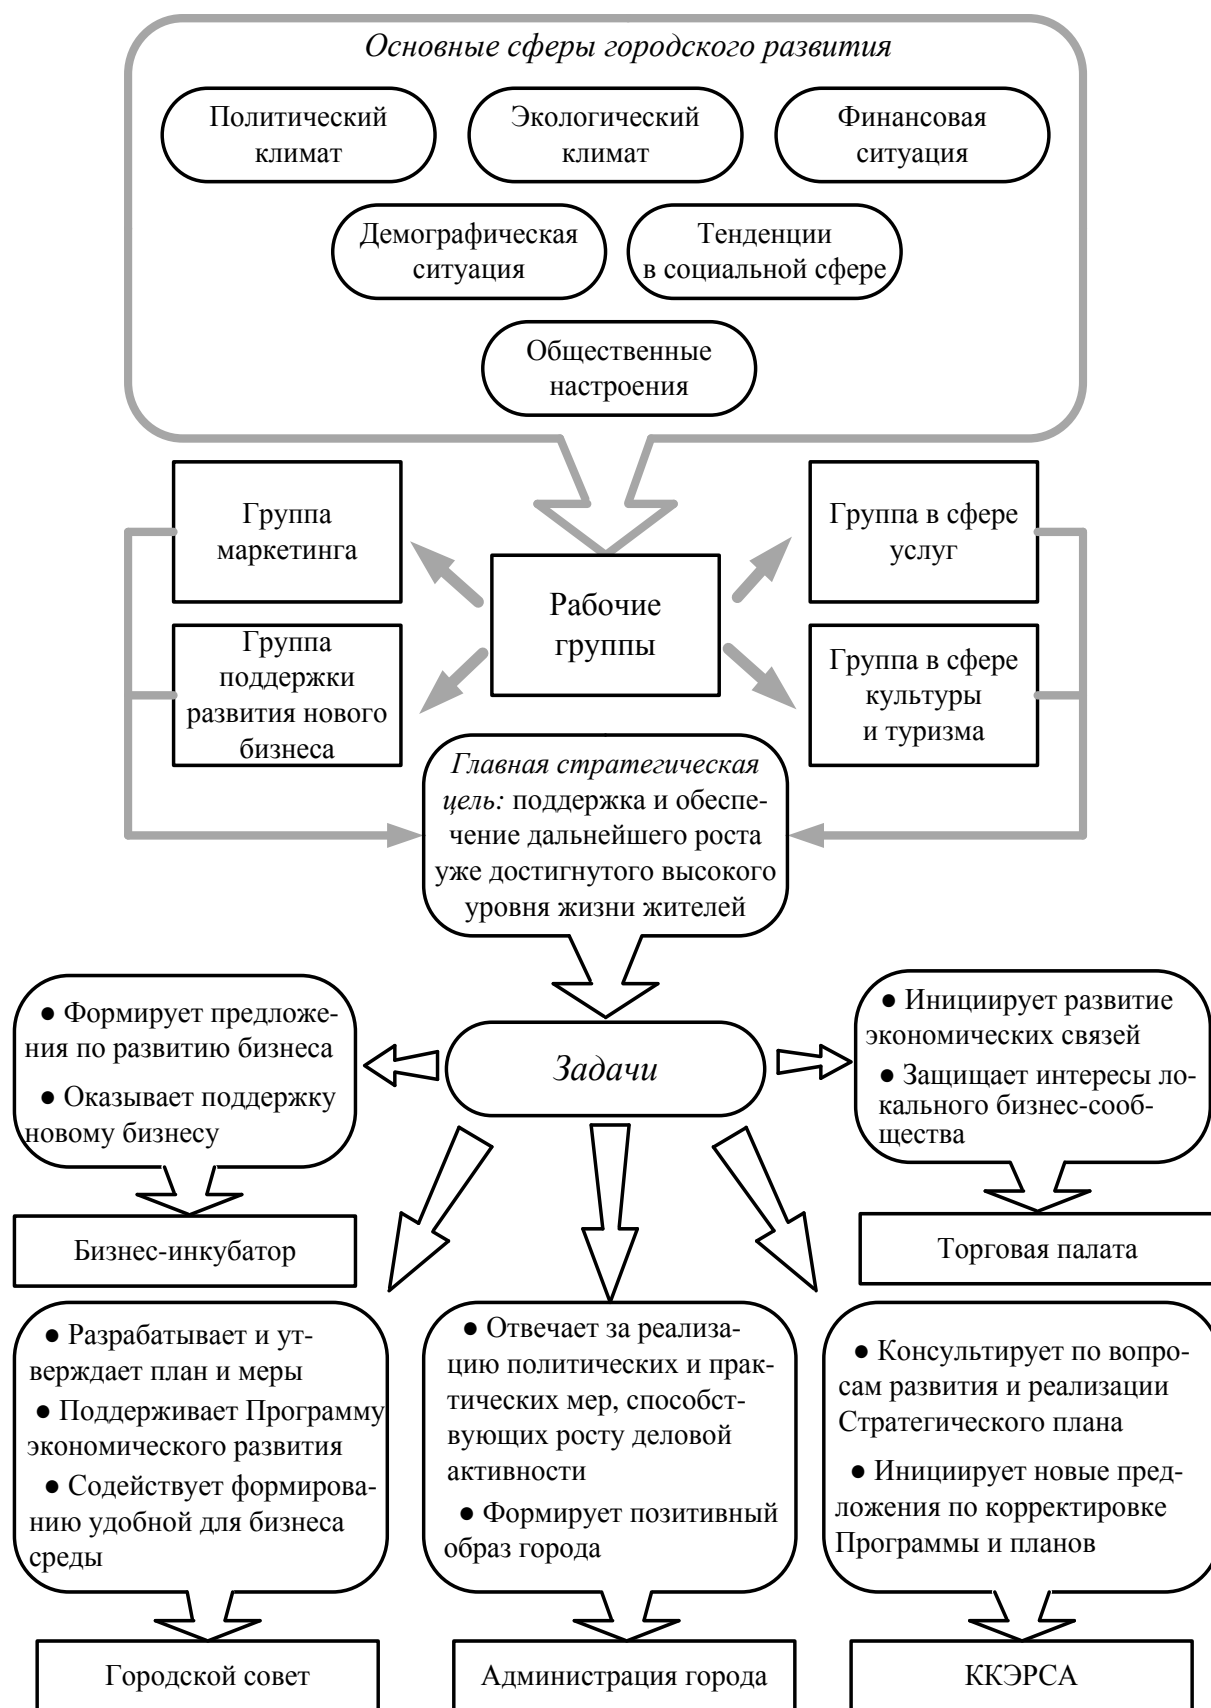 Основные сферы городского развития
Политический
климат
Экологический
климат
Финансовая
ситуация
Демографическая
ситуация
Тенденции
в социальной сфере
Общественные
настроения
Группа
маркетинга
Группа в сфере
услуг
Рабочие
группы
Группа
поддержки
развития нового
бизнеса
Группа в сфере
культуры
и туризма
Главная стратегическая
цель: поддержка и обеспе-
чение дальнейшего роста
уже достигнутого высокого
уровня жизни жителей
Задачи
● Формирует предложе-
ния по развитию бизнеса
● Оказывает поддержку
новому бизнесу
Бизнес-инкубатор
● Инициирует развитие
экономических связей
● Защищает интересы ло-
кального бизнес-сооб-
щества
Торговая палата
● Разрабатывает и ут-
верждает план и меры
● Поддерживает Программу
экономического развития
● Содействует формирова-
нию удобной для бизнеса
среды
Городской совет
● Отвечает за реализа-
цию политических и прак-
тических мер, способст-
вующих росту деловой
активности
● Формирует позитивный
образ города
Администрация города
● Консультирует по вопро-
сам развития и реализации
Стратегического плана
● Инициирует новые пред-
ложения по корректировке
Программы и планов
ККЭРСА